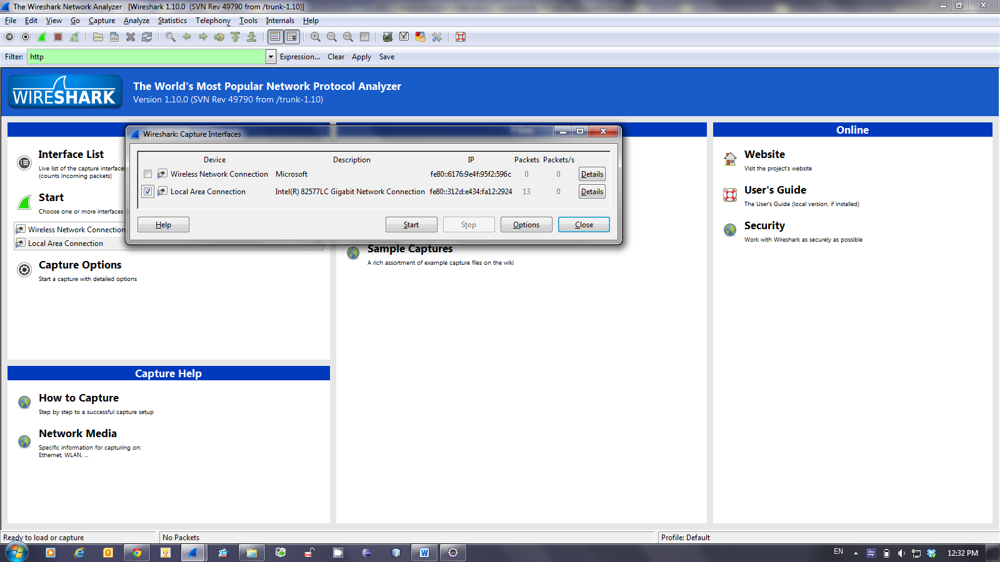 The Wireshark Network Analyzer [Wireshark 1.10.0 (SVN Rev 49790 from /trunk-1.10)]
File Edit View Go Capture Analyze Statistics Telephony Tools Internals Help
Filter: http Expression... Clear Apply Save
WIRESHARK
The World's Most Popular Network Protocol Analyzer
Version 1.10.0 (SVN Rev 49790 from /trunk-1.10)
Wireshark: Capture Interfaces
Device Description IP Packets Packets/s
Wireless Network Connection Microsoft fe80::6176:9e4f:95f2:596c 0 0 Details
Local Area Connection Intel(R) 82577LC Gigabit Network Connection fe80::312d:e434:fa12:2924 13 0 Details
Help Start Stop Options Close
Interface List
Live list of the capture interfaces
(counts incoming packets)
Start
Choose one or more interfaces
Wireless Network Connection
Local Area Connection
Capture Options
Start a capture with detailed options
Capture Help
How to Capture
Step by step to a successful capture setup
Network Media
Specific information for capturing on:
Ethernet, WLAN, ...
Sample Captures
A rich assortment of example capture files on the wiki
Online
Website
Visit the project's website
User's Guide
The User's Guide (local version, if installed)
Security
Work with Wireshark as securely as possible
Ready to load or capture No Packets Profile: Default
EN 12:32 PM